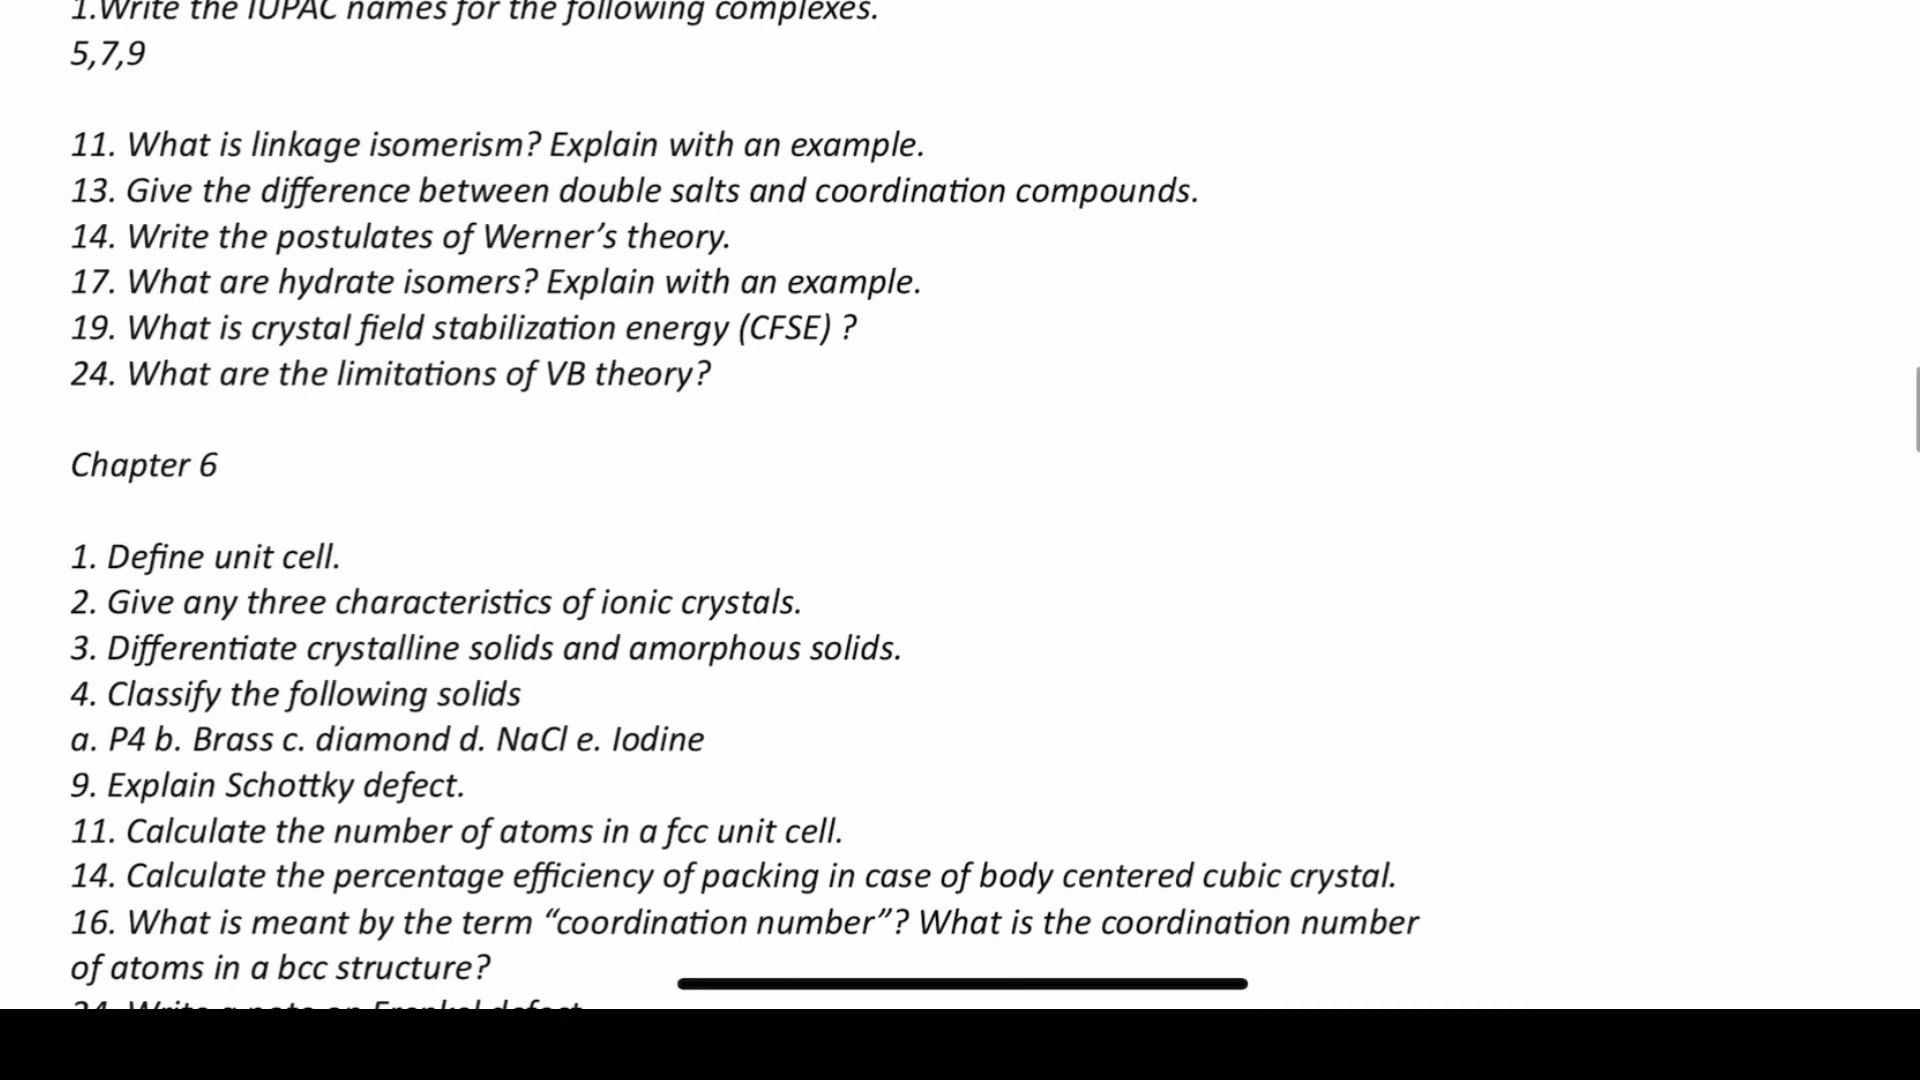 1.Write the IUPAC names for the following complexes.
5,7,9
11. What is linkage isomerism? Explain with an example.
13. Give the difference between double salts and coordination compounds.
14. Write the postulates of Werner’s theory.
17. What are hydrate isomers? Explain with an example.
19. What is crystal field stabilization energy (CFSE) ?
24. What are the limitations of VB theory?
Chapter 6
1. Define unit cell.
2. Give any three characteristics of ionic crystals.
3. Differentiate crystalline solids and amorphous solids.
4. Classify the following solids
a. P4 b. Brass c. diamond d. NaCl e. Iodine
9. Explain Schottky defect.
11. Calculate the number of atoms in a fcc unit cell.
14. Calculate the percentage efficiency of packing in case of body centered cubic crystal.
16. What is meant by the term “coordination number”? What is the coordination number
of atoms in a bcc structure?
24. Write a note on Frenkel defect